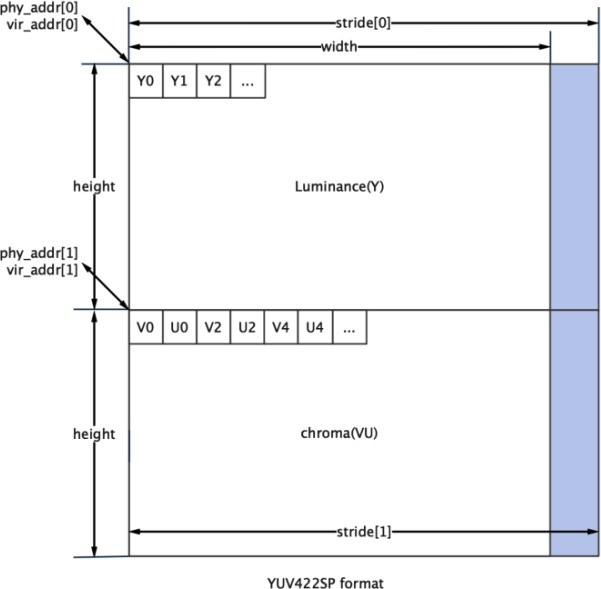 phy_addr[0]
vir_addr[0]
stride[0]
width
Y0 Y1 Y2 ...
height
Luminance(Y)
phy_addr[1]
vir_addr[1]
V0 U0 V2 U2 V4 U4 ...
height
chroma(VU)
stride[1]
YUV422SP format